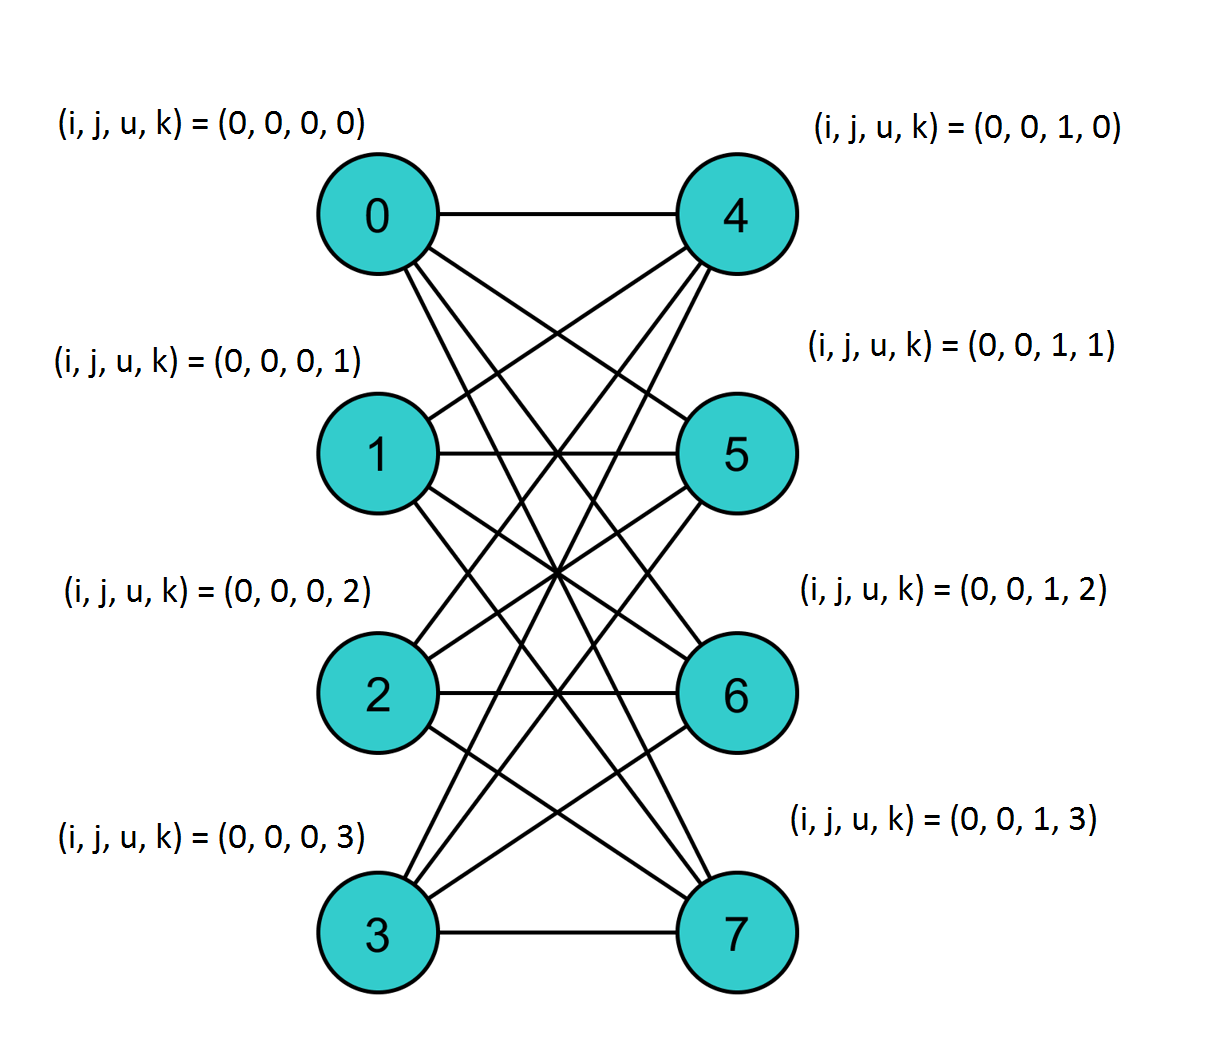 (i, j, u, k) = (0, 0, 0, 0)
(i, j, u, k) = (0, 0, 1, 0)
0
4
(i, j, u, k) = (0, 0, 0, 1)
(i, j, u, k) = (0, 0, 1, 1)
1
5
(i, j, u, k) = (0, 0, 0, 2)
(i, j, u, k) = (0, 0, 1, 2)
2
6
(i, j, u, k) = (0, 0, 0, 3)
(i, j, u, k) = (0, 0, 1, 3)
3
7